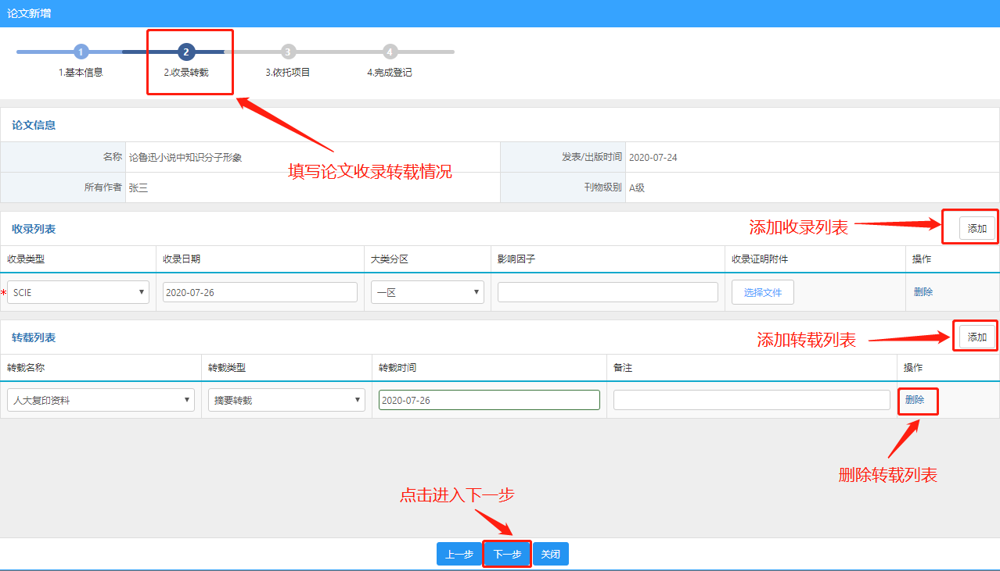 论文新增
1 2 3 4
1.基本信息 2.收录转载 3.依托项目 4.完成登记
论文信息
名称 论鲁迅小说中知识分子形象 发表/出版时间 2020-07-24
填写论文收录转载情况
所有作者 张三 刊物级别 A级
收录列表 添加收录列表 添加
收录类型 收录日期 大类分区 影响因子 收录证明附件 操作
* SCIE 2020-07-26 一区 选择文件 删除
转载列表 添加转载列表 添加
转载名称 转载类型 转载时间 备注 操作
人大复印资料 摘要转载 2020-07-26 删除
删除转载列表
点击进入下一步
上一步 下一步 关闭